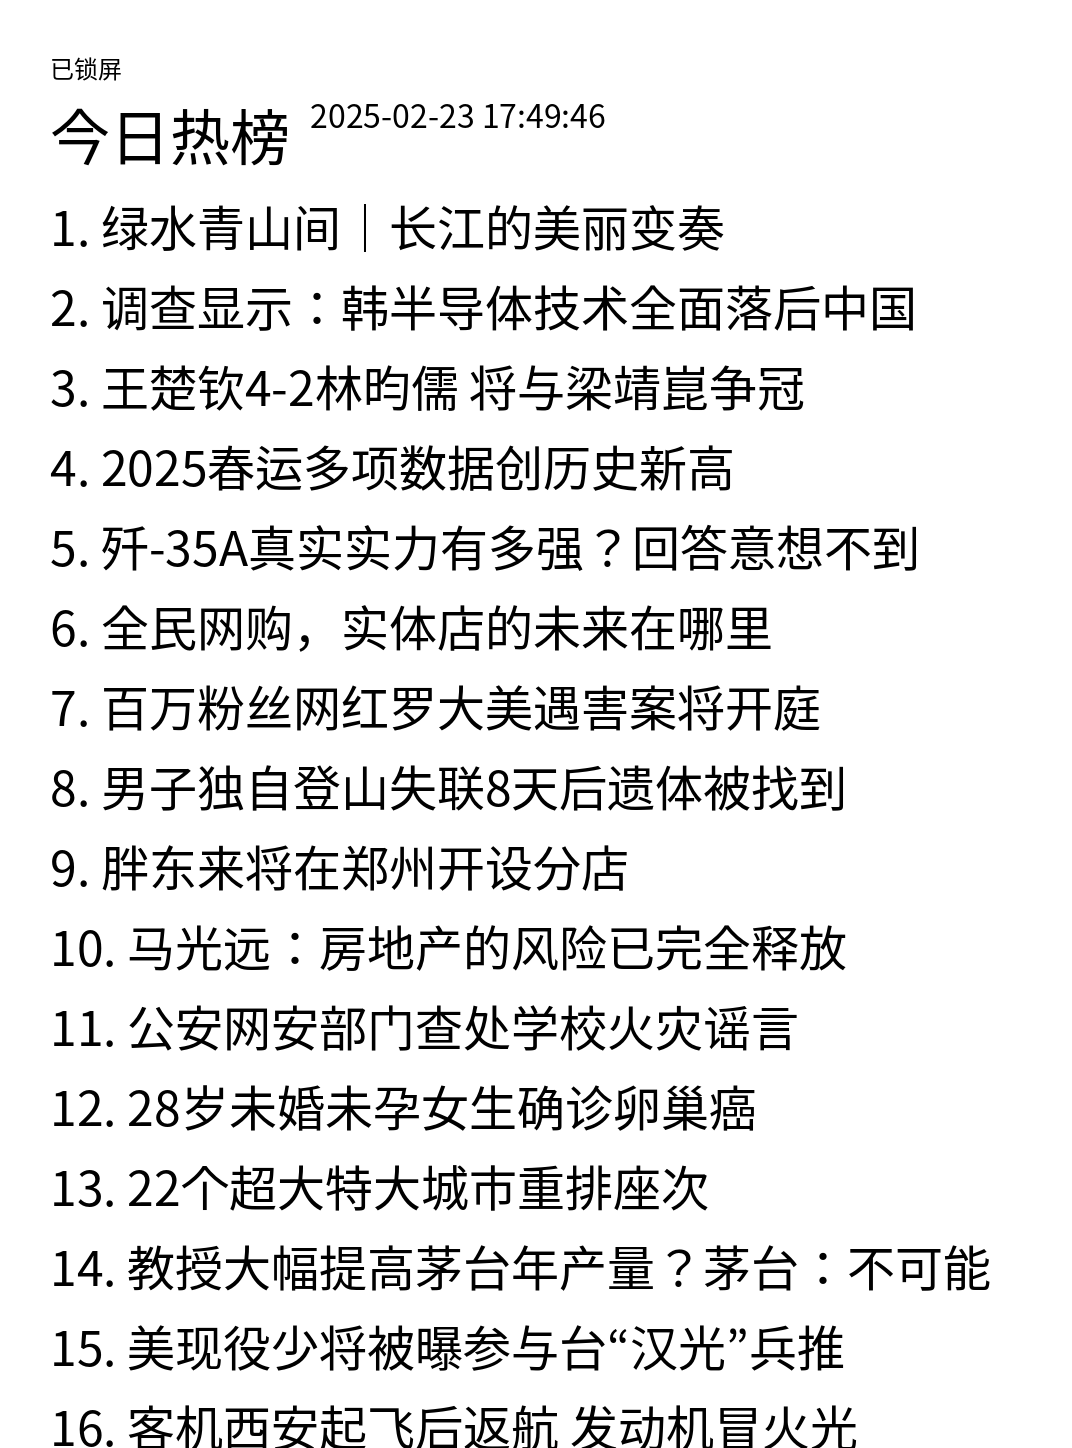 已锁屏
今日热榜 2025-02-23 17:49:46
1. 绿水青山间｜长江的美丽变奏
2. 调查显示：韩半导体技术全面落后中国
3. 王楚钦4-2林昀儒 将与梁靖崑争冠
4. 2025春运多项数据创历史新高
5. 歼-35A真实实力有多强？回答意想不到
6. 全民网购，实体店的未来在哪里
7. 百万粉丝网红罗大美遇害案将开庭
8. 男子独自登山失联8天后遗体被找到
9. 胖东来将在郑州开设分店
10. 马光远：房地产的风险已完全释放
11. 公安网安部门查处学校火灾谣言
12. 28岁未婚未孕女生确诊卵巢癌
13. 22个超大特大城市重排座次
14. 教授大幅提高茅台年产量？茅台：不可能
15. 美现役少将被曝参与台“汉光”兵推
16. 客机西安起飞后返航 发动机冒火光